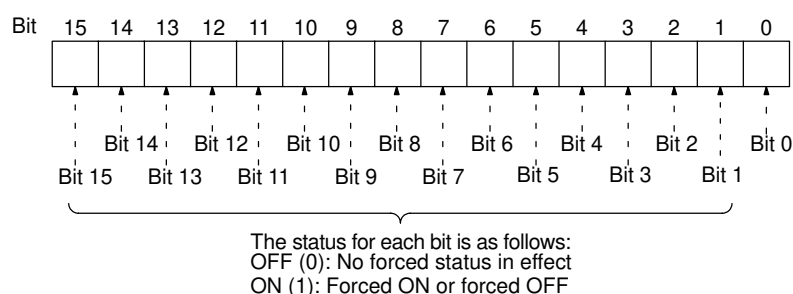 Bit 15 14 13 12 11 10 9 8 7 6 5 4 3 2 1 0
Bit 14 Bit 12 Bit 10 Bit 8 Bit 6 Bit 4 Bit 2 Bit 0
Bit 15 Bit 13 Bit 11 Bit 9 Bit 7 Bit 5 Bit 3 Bit 1
The status for each bit is as follows:
OFF (0): No forced status in effect
ON (1): Forced ON or forced OFF